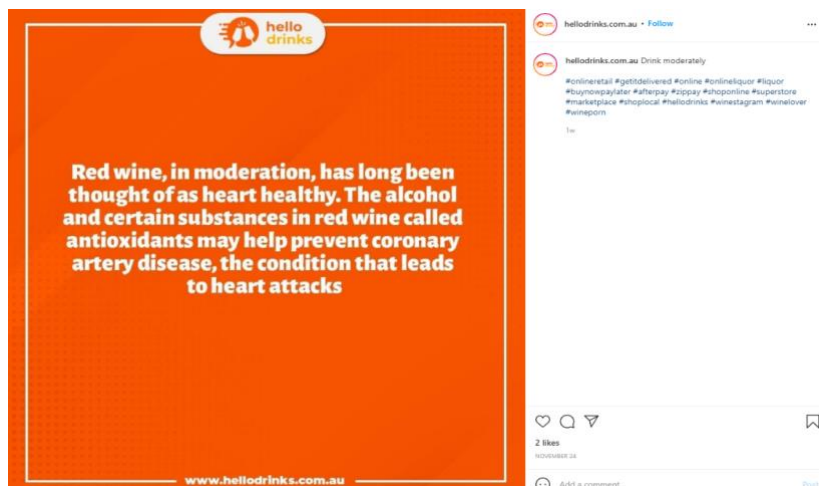 hello
drinks
Red wine, in moderation, has long been
thought of as heart healthy. The alcohol
and certain substances in red wine called
antioxidants may help prevent coronary
artery disease, the condition that leads
to heart attacks
www.hellodrinks.com.au
hellodrinks.com.au • Follow
hellodrinks.com.au Drink moderately
#onlineretail #getitdelivered #online #onlineliquor #liquor
#buynowpaylater #afterpay #zippay #shoponline #superstore
#marketplace #shoplocal #hellodrinks #winestagram #winelover
#wineporn
1w
2 likes
NOVEMBER 26
Add a comment...
Post